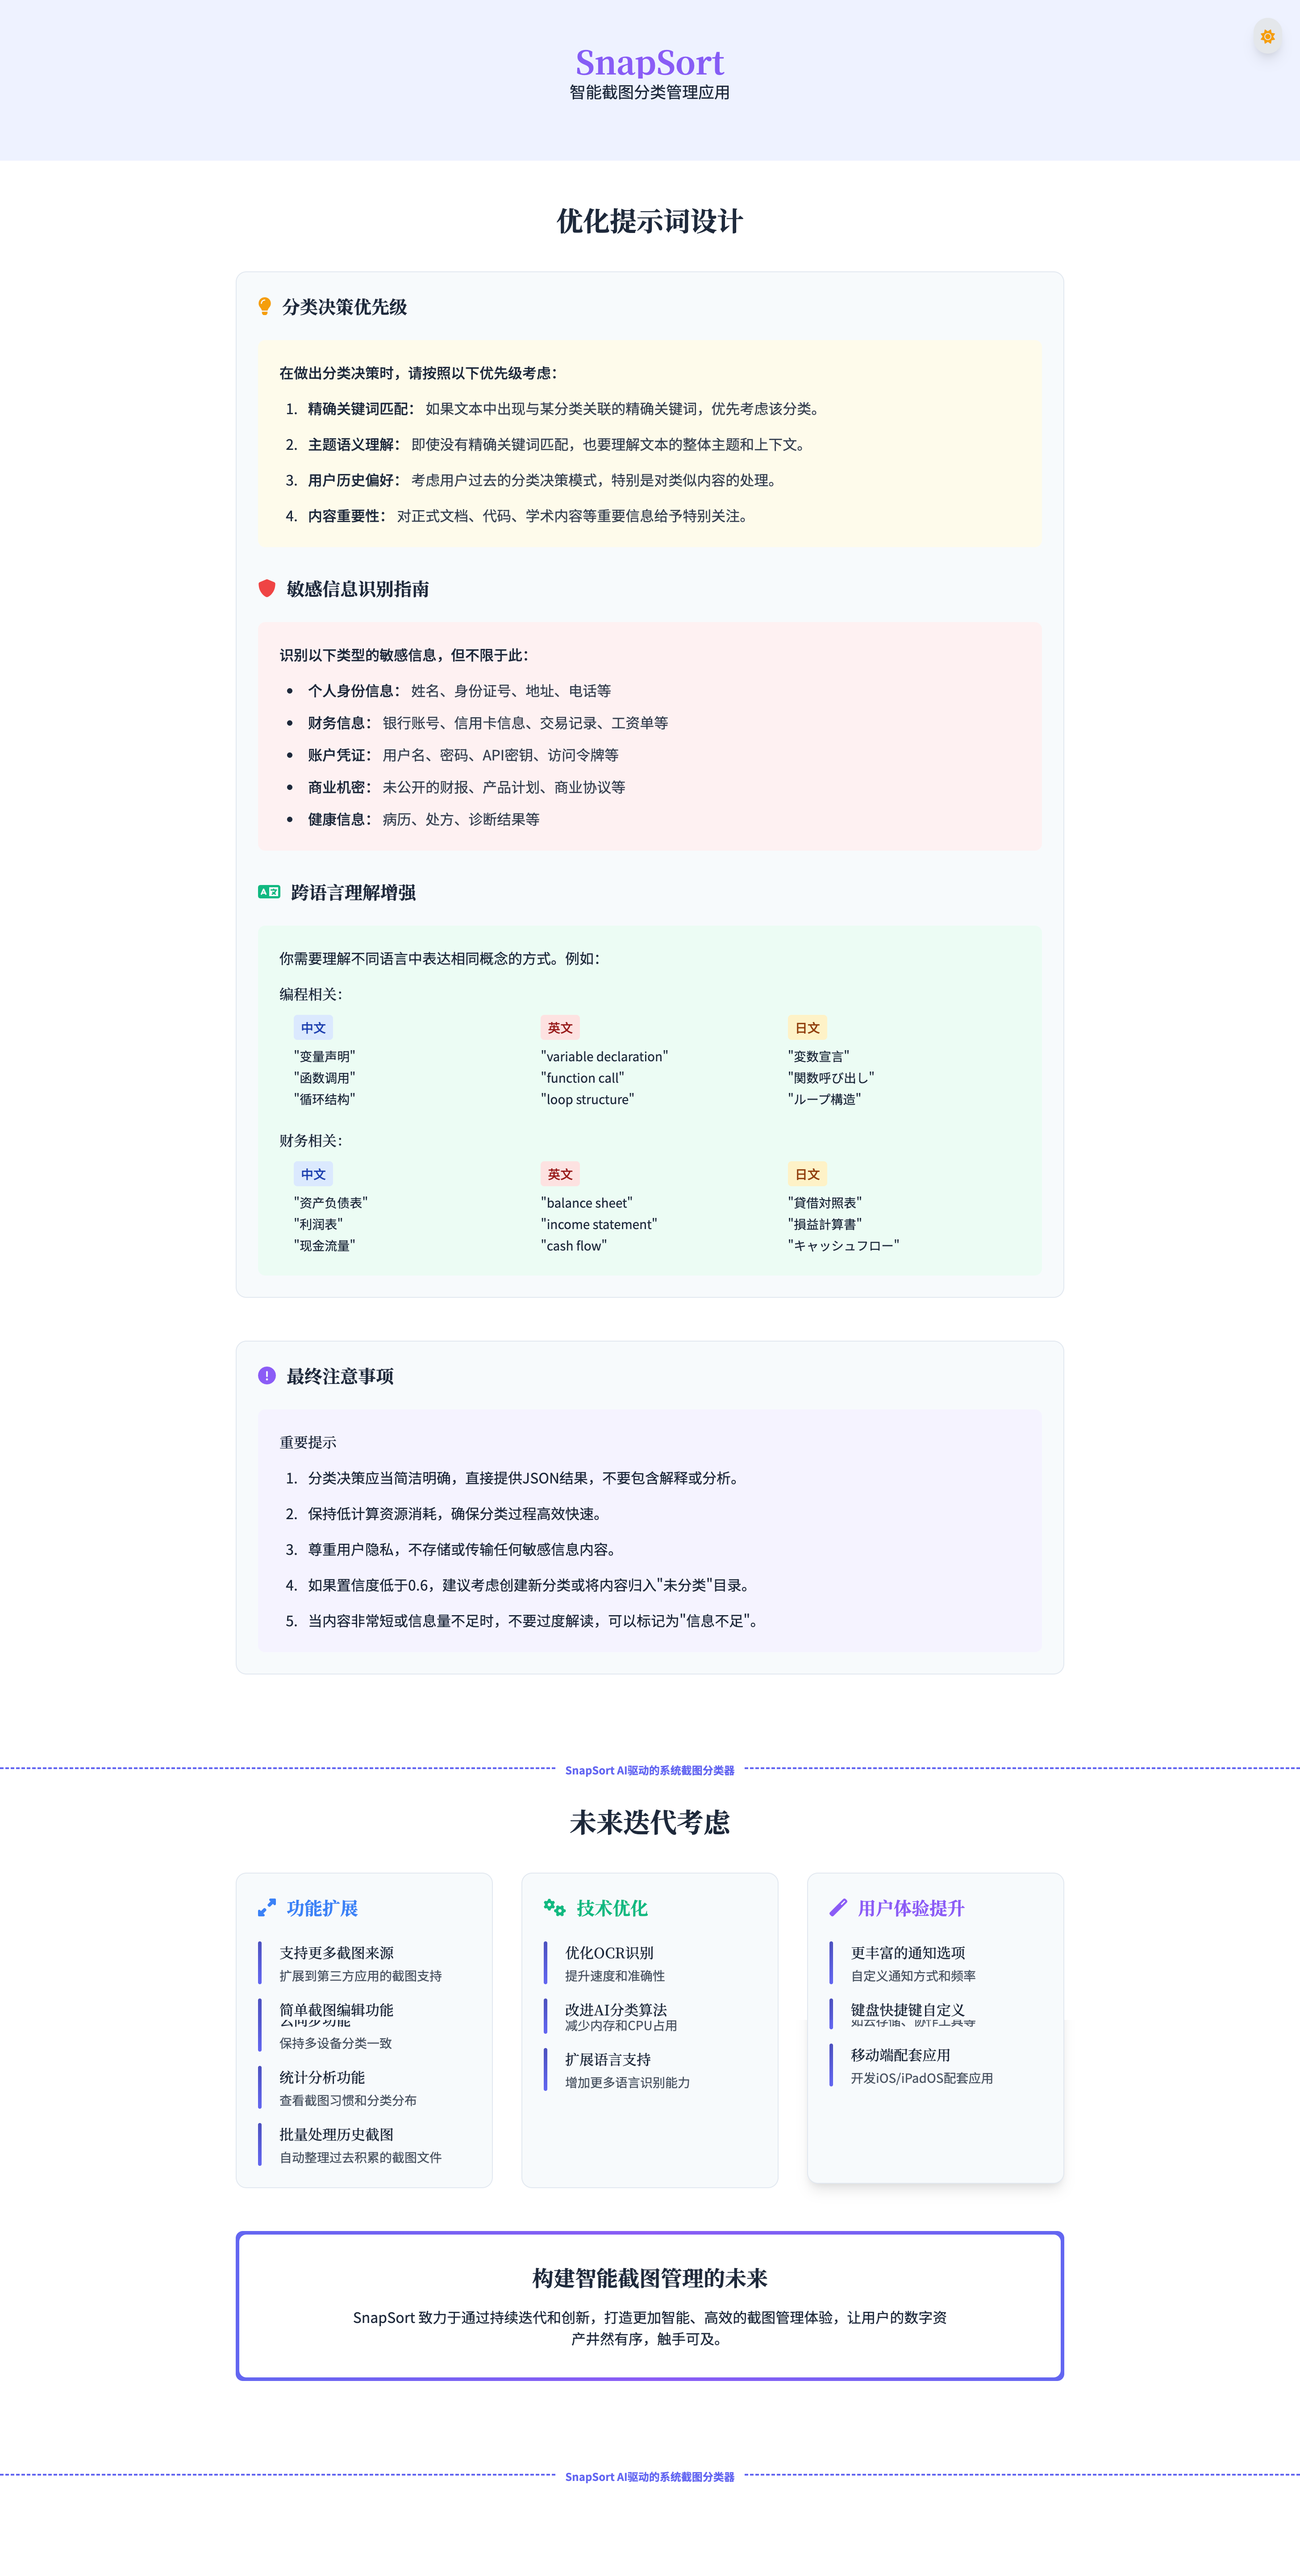 SnapSort
智能截图分类管理应用
优化提示词设计
分类决策优先级
在做出分类决策时，请按照以下优先级考虑：
1. 精确关键词匹配： 如果文本中出现与某分类关联的精确关键词，优先考虑该分类。
2. 主题语义理解： 即使没有精确关键词匹配，也要理解文本的整体主题和上下文。
3. 用户历史偏好： 考虑用户过去的分类决策模式，特别是对类似内容的处理。
4. 内容重要性： 对正式文档、代码、学术内容等重要信息给予特别关注。
敏感信息识别指南
识别以下类型的敏感信息，但不限于此：
• 个人身份信息： 姓名、身份证号、地址、电话等
• 财务信息： 银行账号、信用卡信息、交易记录、工资单等
• 账户凭证： 用户名、密码、API密钥、访问令牌等
• 商业机密： 未公开的财报、产品计划、商业协议等
• 健康信息： 病历、处方、诊断结果等
跨语言理解增强
你需要理解不同语言中表达相同概念的方式。例如：
编程相关：
中文
"变量声明"
"函数调用"
"循环结构"
英文
"variable declaration"
"function call"
"loop structure"
日文
"変数宣言"
"関数呼び出し"
"ループ構造"
财务相关：
中文
"资产负债表"
"利润表"
"现金流量"
英文
"balance sheet"
"income statement"
"cash flow"
日文
"貸借対照表"
"損益計算書"
"キャッシュフロー"
最终注意事项
重要提示
1. 分类决策应当简洁明确，直接提供JSON结果，不要包含解释或分析。
2. 保持低计算资源消耗，确保分类过程高效快速。
3. 尊重用户隐私，不存储或传输任何敏感信息内容。
4. 如果置信度低于0.6，建议考虑创建新分类或将内容归入"未分类"目录。
5. 当内容非常短或信息量不足时，不要过度解读，可以标记为"信息不足"。
SnapSort AI驱动的系统截图分类器
未来迭代考虑
功能扩展
支持更多截图来源
扩展到第三方应用的截图支持
简单截图编辑功能
云同步功能
保持多设备分类一致
统计分析功能
查看截图习惯和分类分布
批量处理历史截图
自动整理过去积累的截图文件
技术优化
优化OCR识别
提升速度和准确性
改进AI分类算法
减少内存和CPU占用
扩展语言支持
增加更多语言识别能力
用户体验提升
更丰富的通知选项
自定义通知方式和频率
键盘快捷键自定义
如云存储、协作工具等
移动端配套应用
开发iOS/iPadOS配套应用
构建智能截图管理的未来
SnapSort 致力于通过持续迭代和创新，打造更加智能、高效的截图管理体验，让用户的数字资
产井然有序，触手可及。
SnapSort AI驱动的系统截图分类器